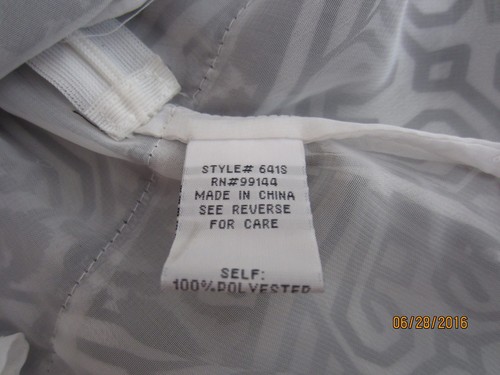 STYLE# 641S
RN#99144
MADE IN CHINA
SEE REVERSE
FOR CARE
SELF:
100%POLYESTER
06/28/2016